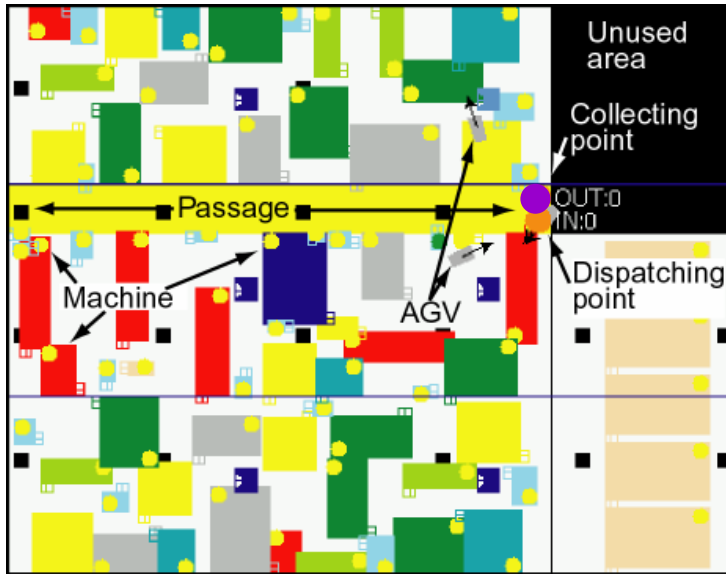 Unused
area
Collecting
point
OUT:0
Passage
IN:0
Machine
AGV
Dispatching
point